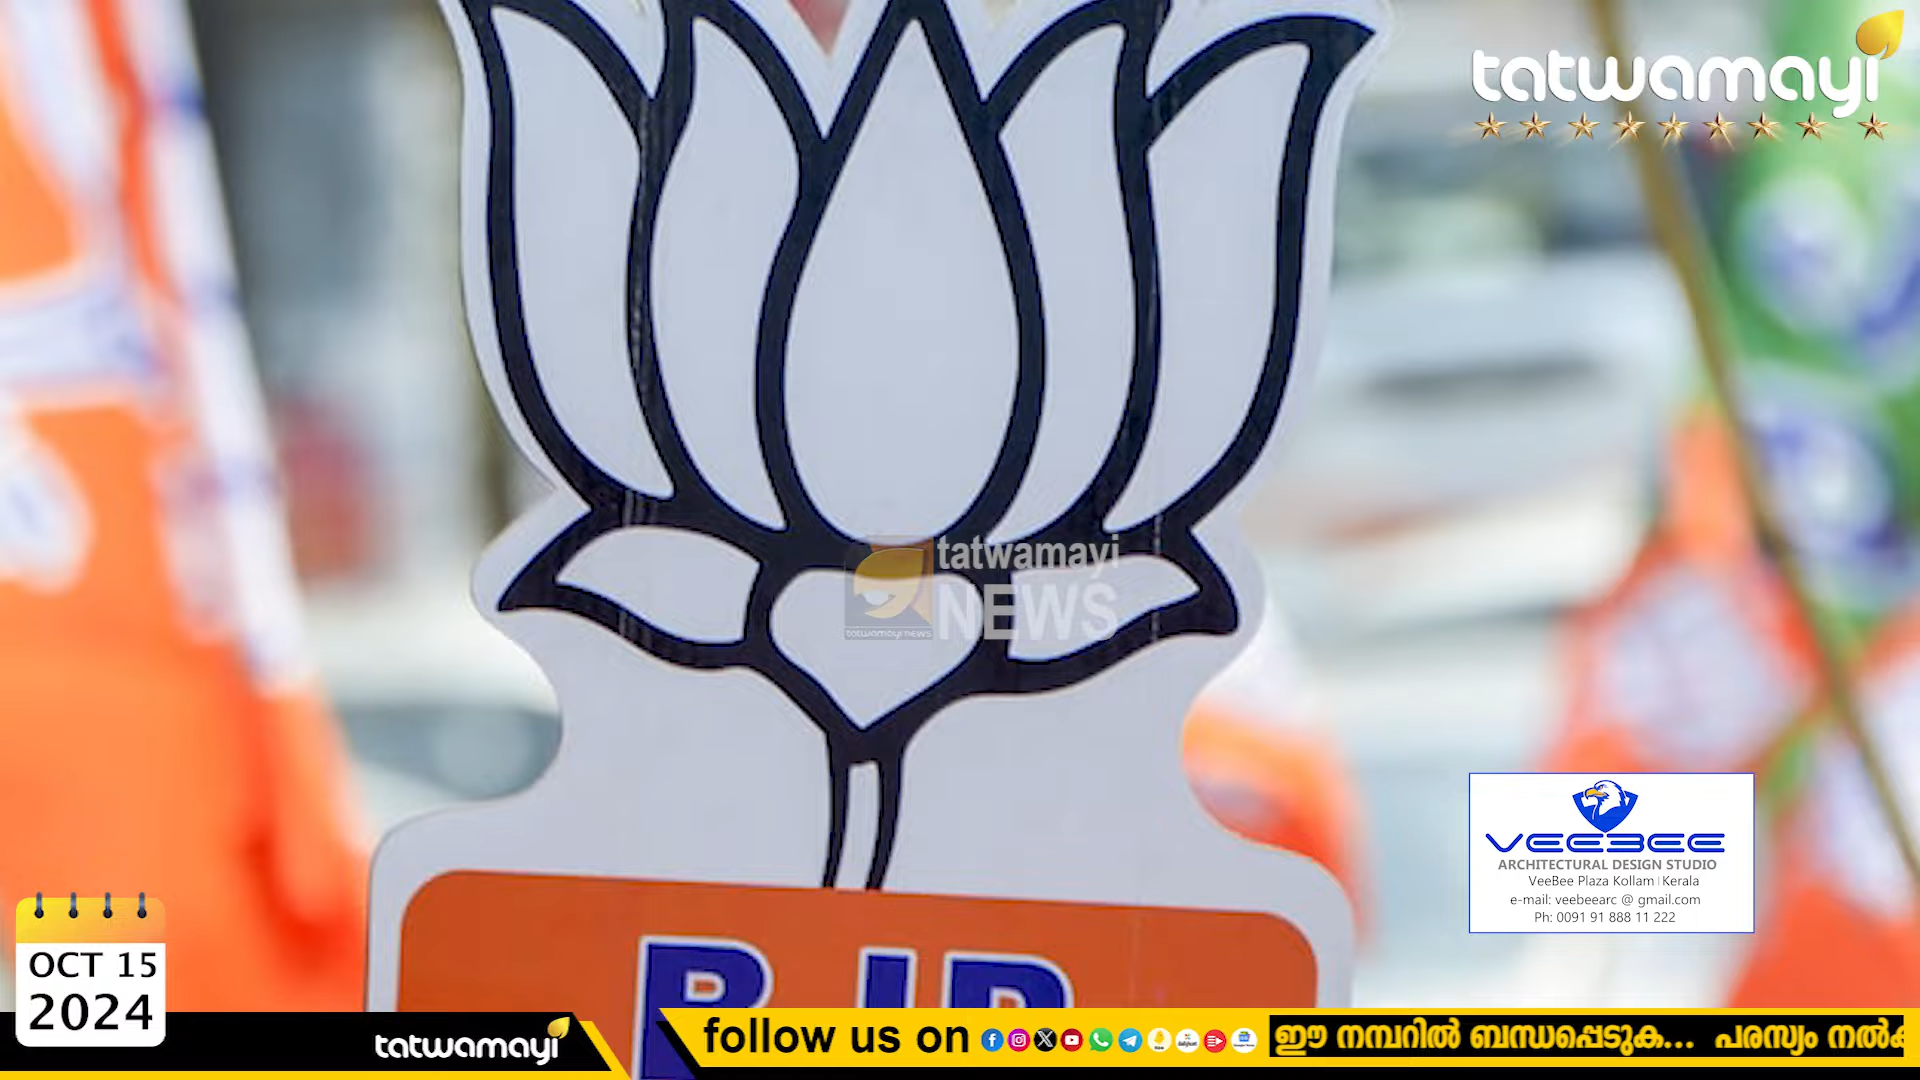 tatwamayi
tatwamayi
NEWS
tatwamayi news
VEEBEE
ARCHITECTURAL DESIGN STUDIO
VeeBee Plaza Kollam | Kerala
e-mail: veebeearc @ gmail.com
Ph: 0091 91 888 11 222
BJP
OCT 15
2024
tatwamayi
follow us on
ഈ നമ്പറിൽ ബന്ധപ്പെടുക... പരസ്യം